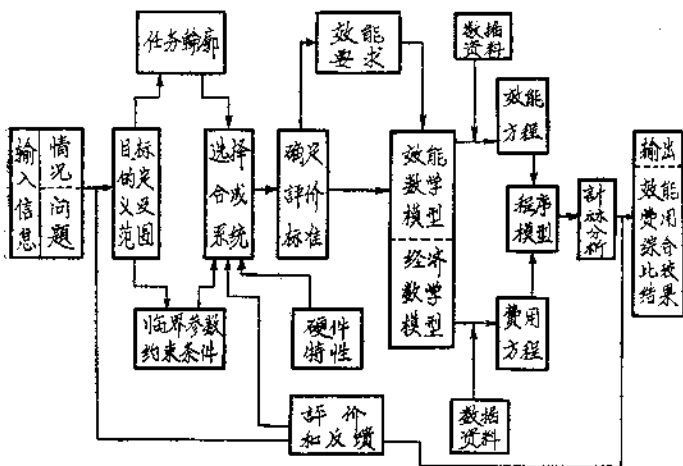 任务輪廓
效能
要求
数据
资料
效能
方程
输入信息
情况
问题
目标
的定
义及
范围
选择
合成
系统
确定
評价
标准
效能
数学
模型
经济
数学
模型
程序
模型
計祘分析
输出
效能
费用
综合
比较
结果
临界参数
约束条件
硬件
特性
费用
方程
評价
和反馈
数据
资料